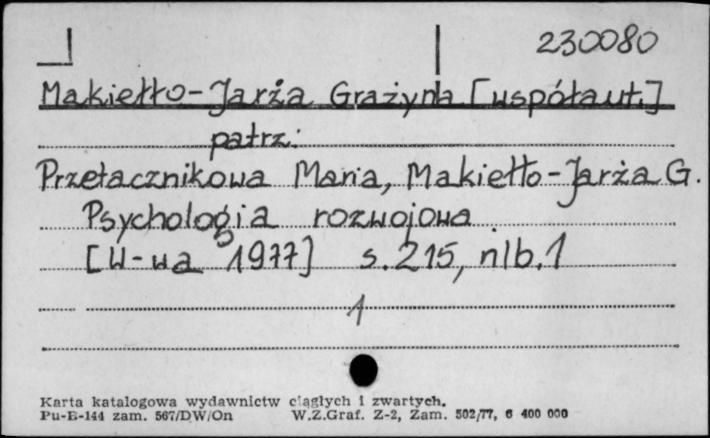 230080
Makiełło-Jarża Grażyna [współaut.]
patrz:
Przetacznikowa Maria, Makiełło-Jarża G.
Psychologia rozwojowa
[W-wa 1977] s. 215, nlb. 1
1
Karta katalogowa wydawnictw ciągłych i zwartych.
Pu-B-144 zam. 567/DW/On W.Z.Graf. Z-2, Zam. 502/77, 6 400 000